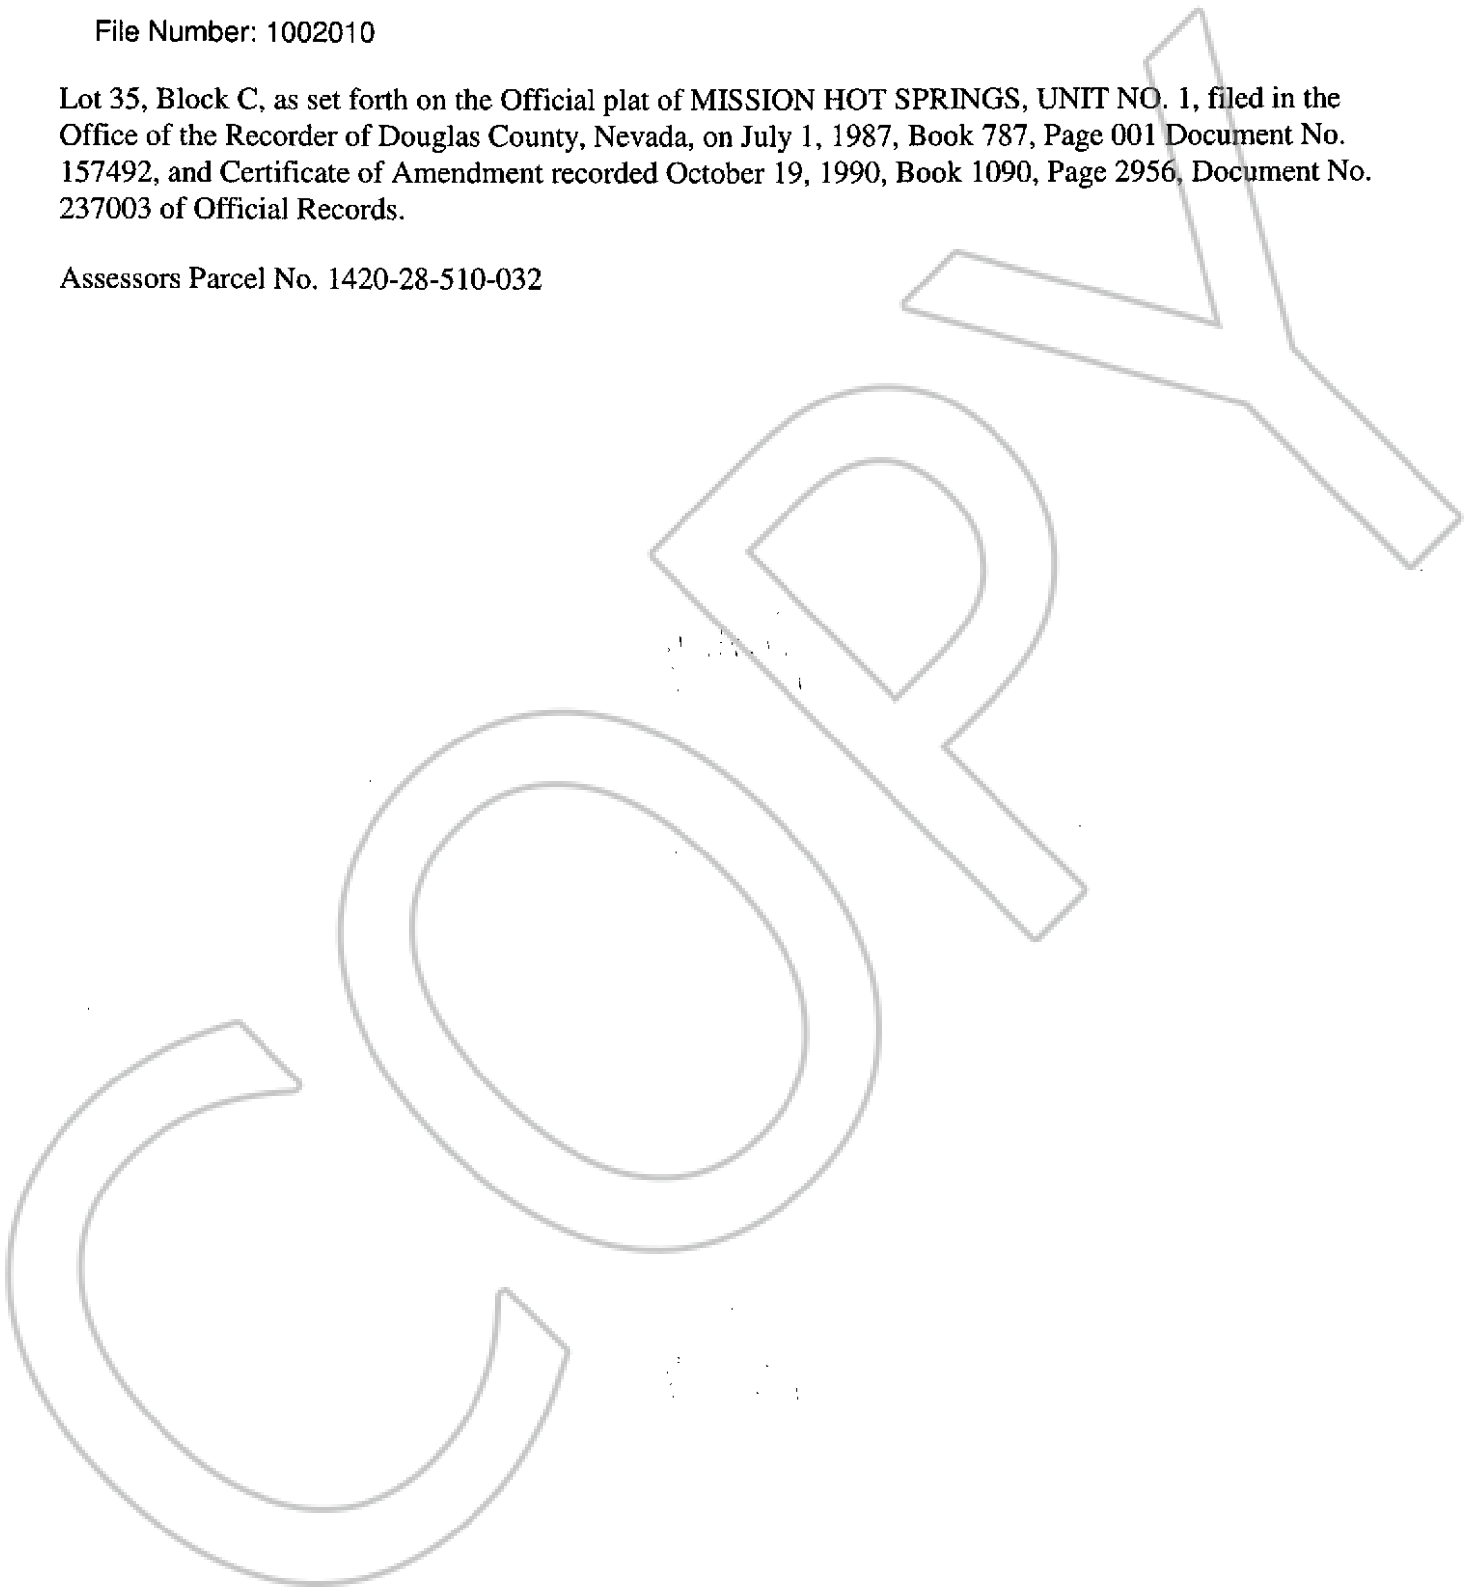 File Number: 1002010
Lot 35, Block C, as set forth on the Official plat of MISSION HOT SPRINGS, UNIT NO. 1, filed in the
Office of the Recorder of Douglas County, Nevada, on July 1, 1987, Book 787, Page 001 Document No.
157492, and Certificate of Amendment recorded October 19, 1990, Book 1090, Page 2956, Document No.
237003 of Official Records.
Assessors Parcel No. 1420-28-510-032
COPY